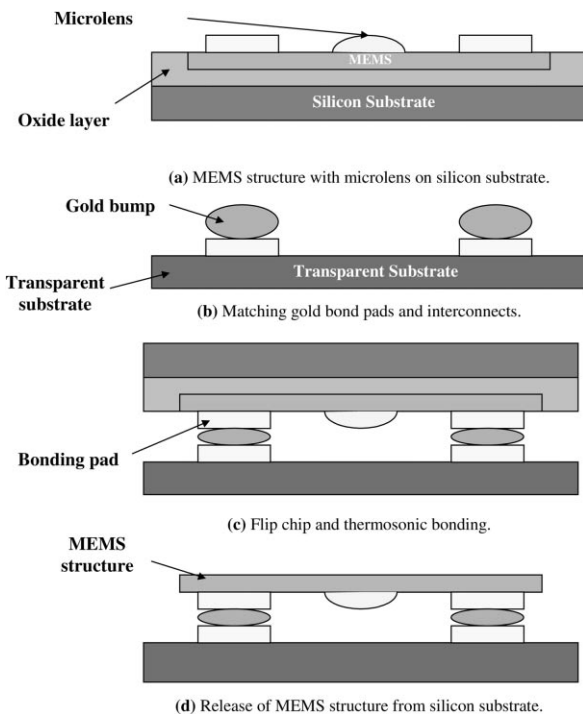 Microlens
MEMS
Silicon Substrate
Oxide layer
(a) MEMS structure with microlens on silicon substrate.
Gold bump
Transparent Substrate
Transparent
substrate
(b) Matching gold bond pads and interconnects.
Bonding pad
(c) Flip chip and thermosonic bonding.
MEMS
structure
(d) Release of MEMS structure from silicon substrate.